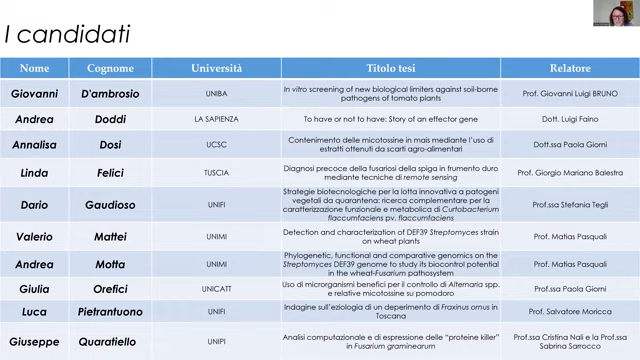 I candidati
Nome Cognome Università Titolo tesi Relatore
Giovanni D'ambrosio UNIBA In vitro screening of new biological limiters against soil-borne pathogens of tomato plants Prof. Giovanni Luigi BRUNO
Andrea Doddi LA SAPIENZA To have or not to have: Story of an effector gene Dott. Luigi Faino
Annalisa Dosi UCSC Contenimento delle micotossine in mais mediante l'uso di estratti ottenuti da scarti agro-alimentari Dott.ssa Paola Giorni
Linda Felici TUSCIA Diagnosi precoce della fusariosi della spiga in frumento duro mediante tecniche di remote sensing Prof. Giorgio Mariano Balestra
Dario Gaudioso UNIFI Strategie biotecnologiche per la lotta innovativa a patogeni vegetali da quarantena: ricerca complementare per la caratterizzazione funzionale e metabolica di Curtobacterium flaccumfaciens pv. flaccumfaciens Prof.ssa Stefania Tegli
Valerio Mattei UNIMI Detection and characterization of DEF39 Streptomyces strain on wheat plants Prof. Matias Pasquali
Andrea Motta UNIMI Phylogenetic, functional and comparative genomics on the Streptomyces DEF39 genome to study its biocontrol potential in the wheat-Fusarium pathosystem Prof. Matias Pasquali
Giulia Orefici UNICATT Uso di microrganismi benefici per il controllo di Alternaria spp. e relative micotossine su pomodoro Prof.ssa Paola Giorni
Luca Pietrantuono UNIFI Indagine sull'eziologia di un deperimento di Fraxinus ornus in Toscana Prof. Salvatore Moricca
Giuseppe Quaratiello UNIPI Analisi computazionale e di espressione delle "proteine killer" in Fusarium graminearum Prof.ssa Cristina Nali e la Prof.ssa Sabrina Sarrocco